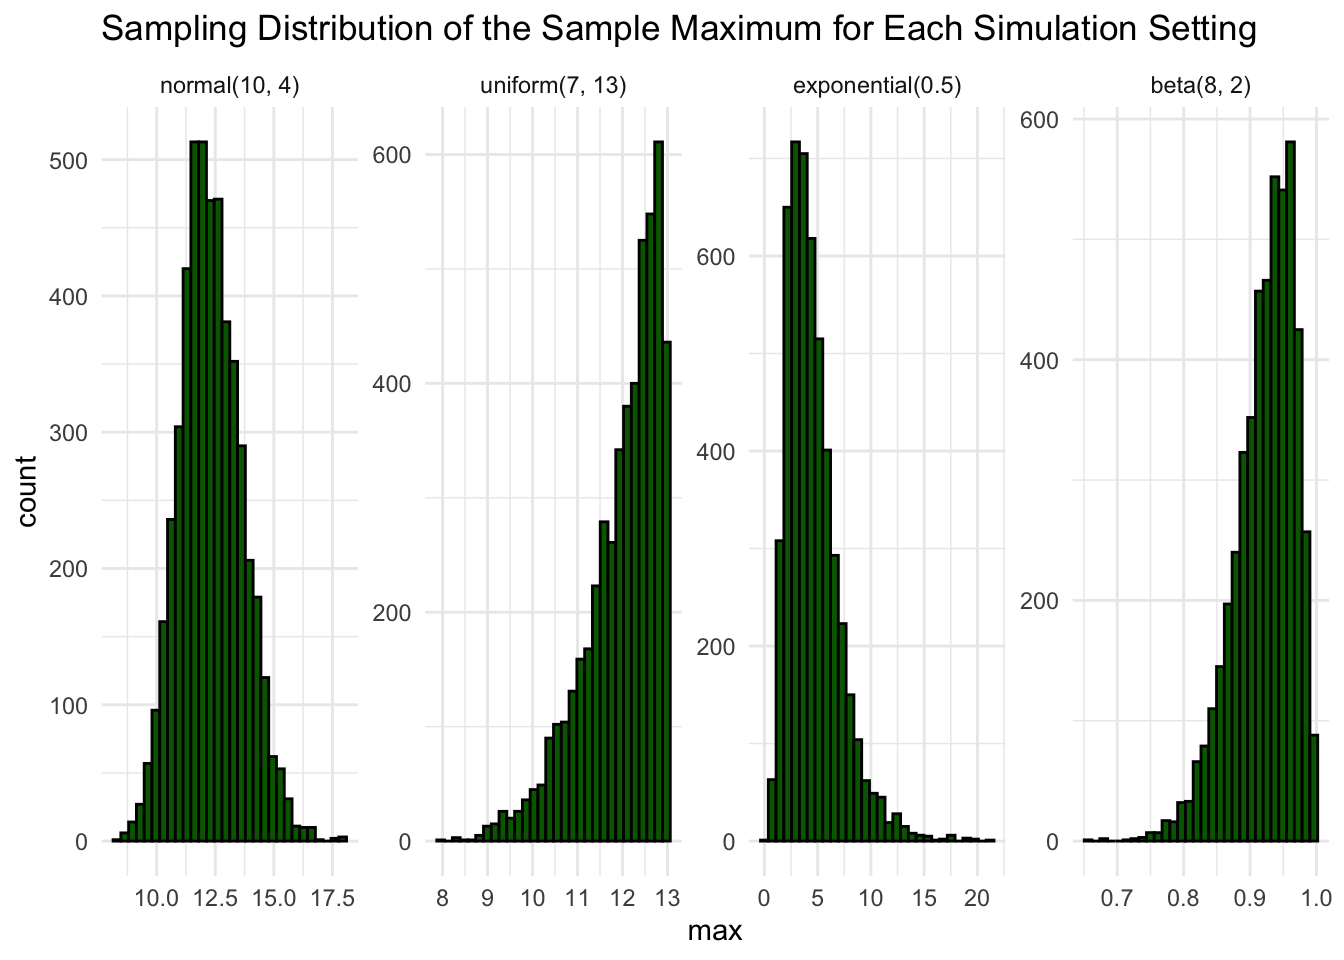 Sampling Distribution of the Sample Maximum for Each Simulation Setting
normal(10, 4)
uniform(7, 13)
exponential(0.5)
beta(8, 2)
count
500
400
300
200
100
0
10.0 12.5 15.0 17.5
600
400
200
0
8 9 10 11 12 13
600
400
200
0
0 5 10 15 20
600
400
200
0
0.7 0.8 0.9 1.0
max